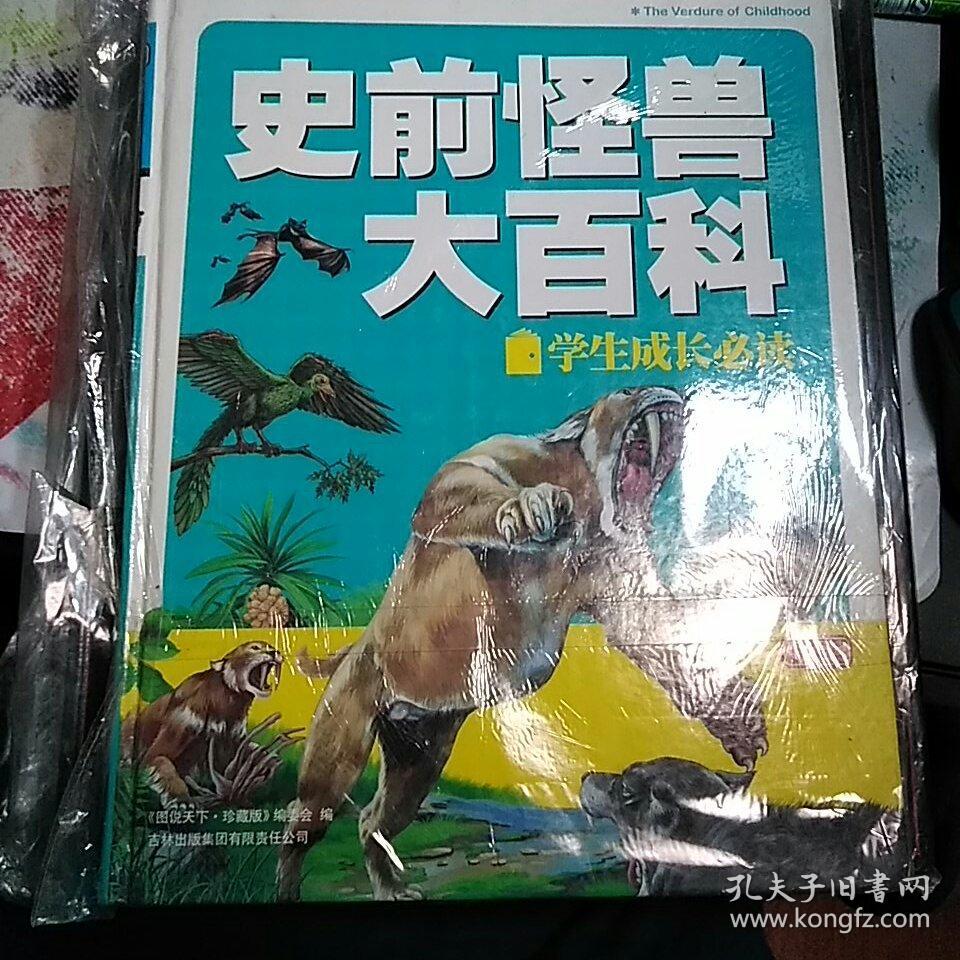 * The Verdure of Childhood
史前怪兽
大百科
学生成长必读
《图说天下·珍藏版》编委会 编
吉林出版集团有限责任公司
孔夫子旧书网
www.kongfz.com